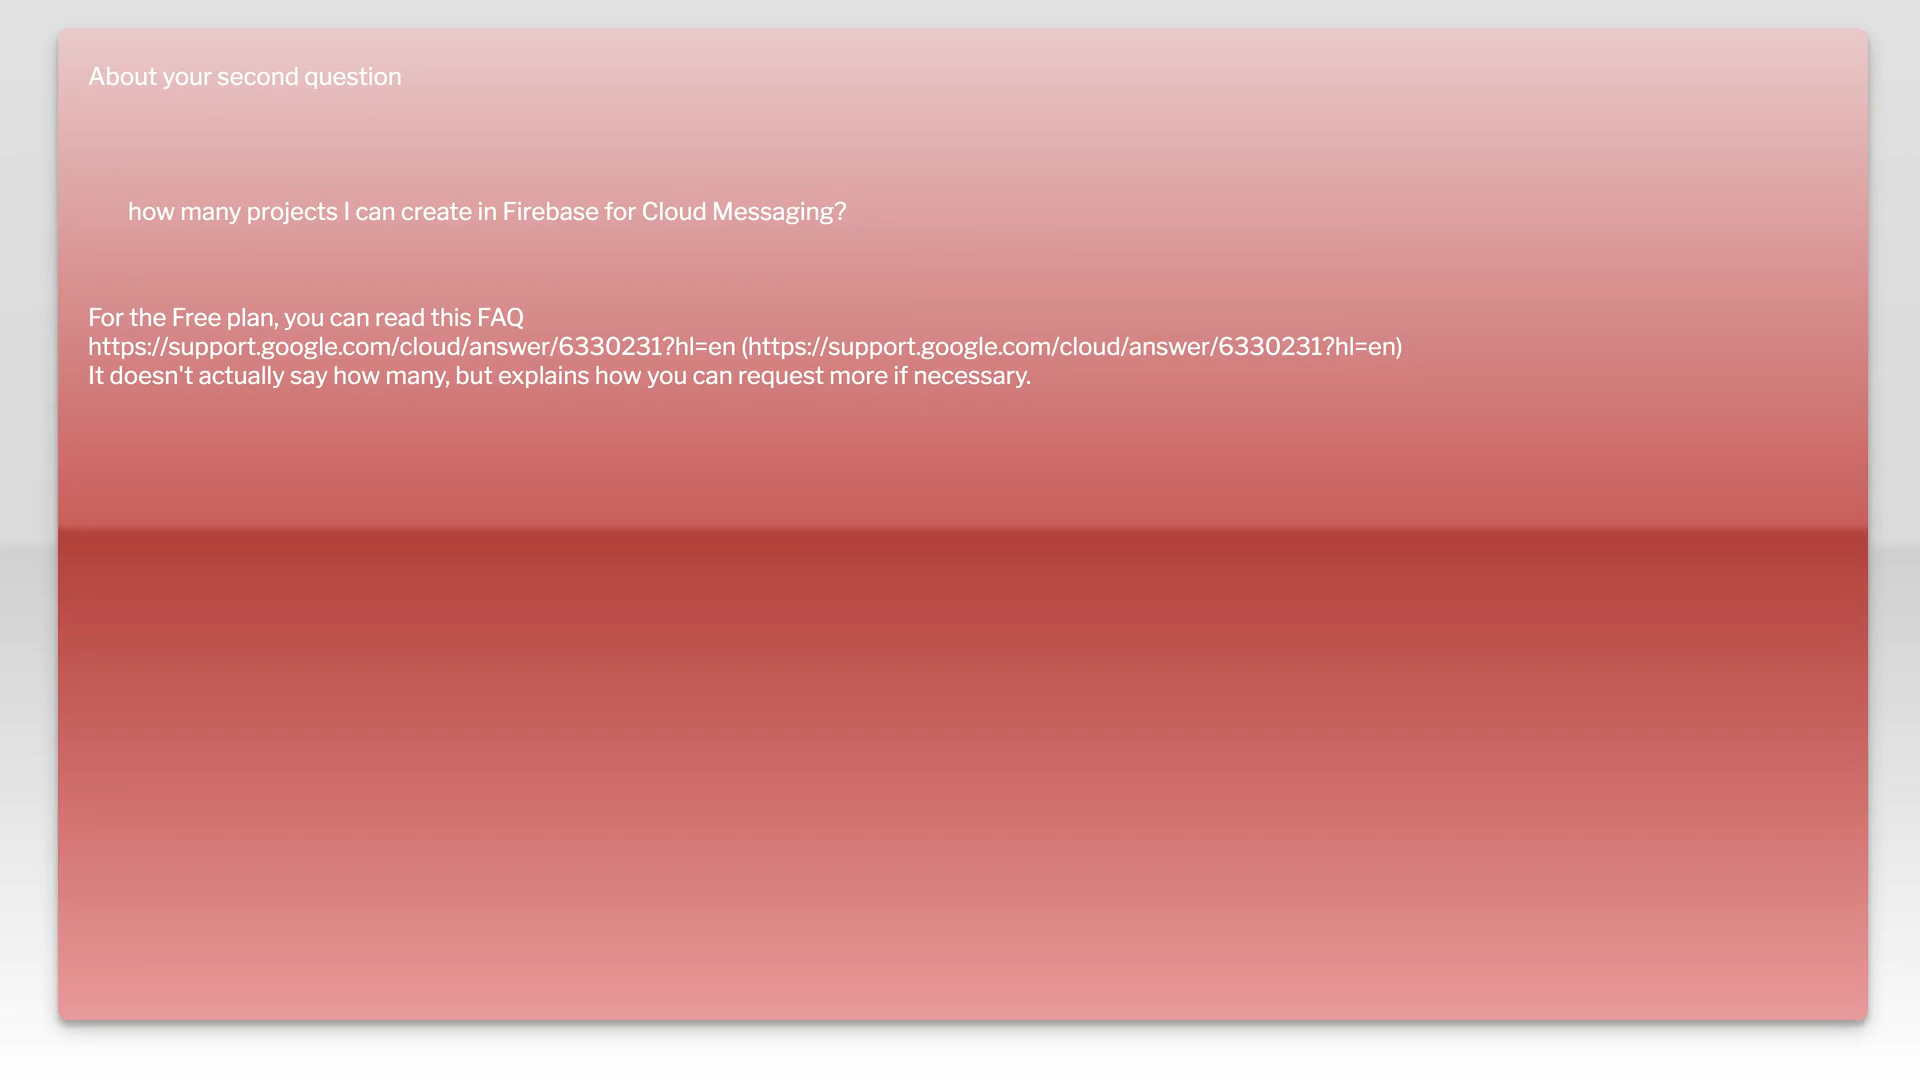 About your second question
how many projects I can create in Firebase for Cloud Messaging?
For the Free plan, you can read this FAQ
https://support.google.com/cloud/answer/6330231?hl=en (https://support.google.com/cloud/answer/6330231?hl=en)
It doesn't actually say how many, but explains how you can request more if necessary.